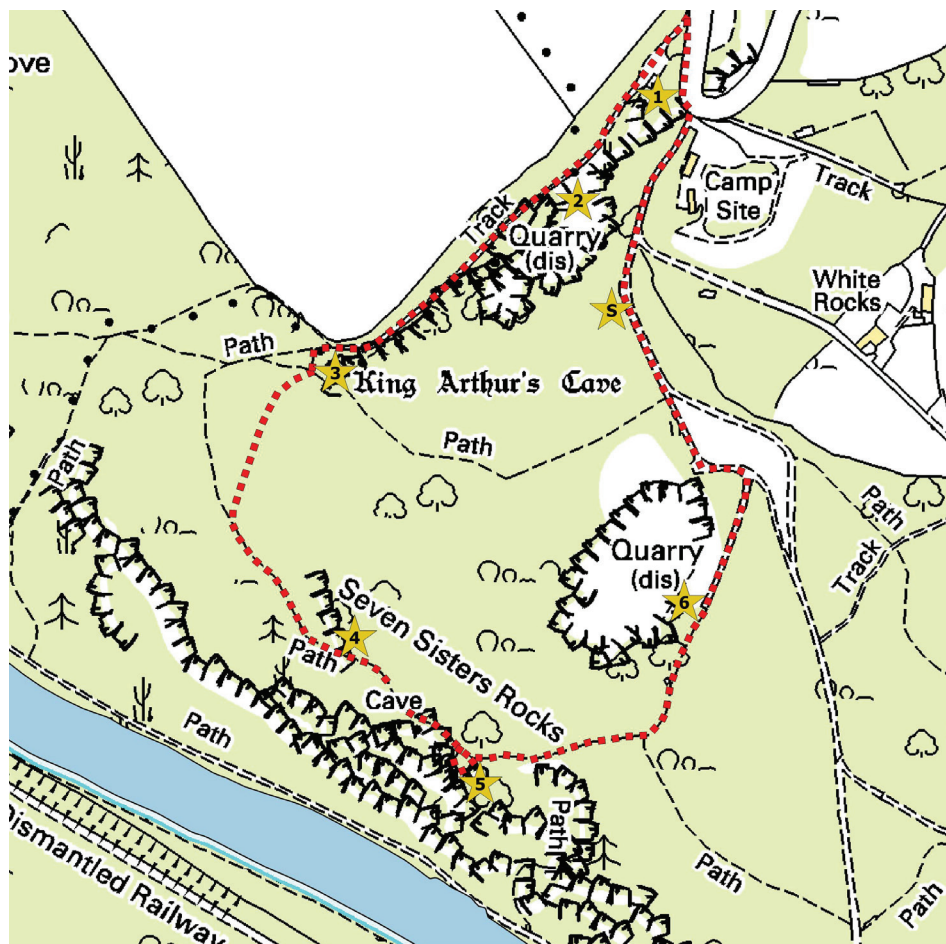 ove
1
Track
Camp
Site
2
Track
Quarry
(dis)
White
Rocks
S
Path
3
King Arthur's Cave
Path
Path
Path
Quarry
(dis)
Track
6
Seven Sisters Rocks
4
Path
Cave
Path
5
Path
Path
Path
Dismantled Railway